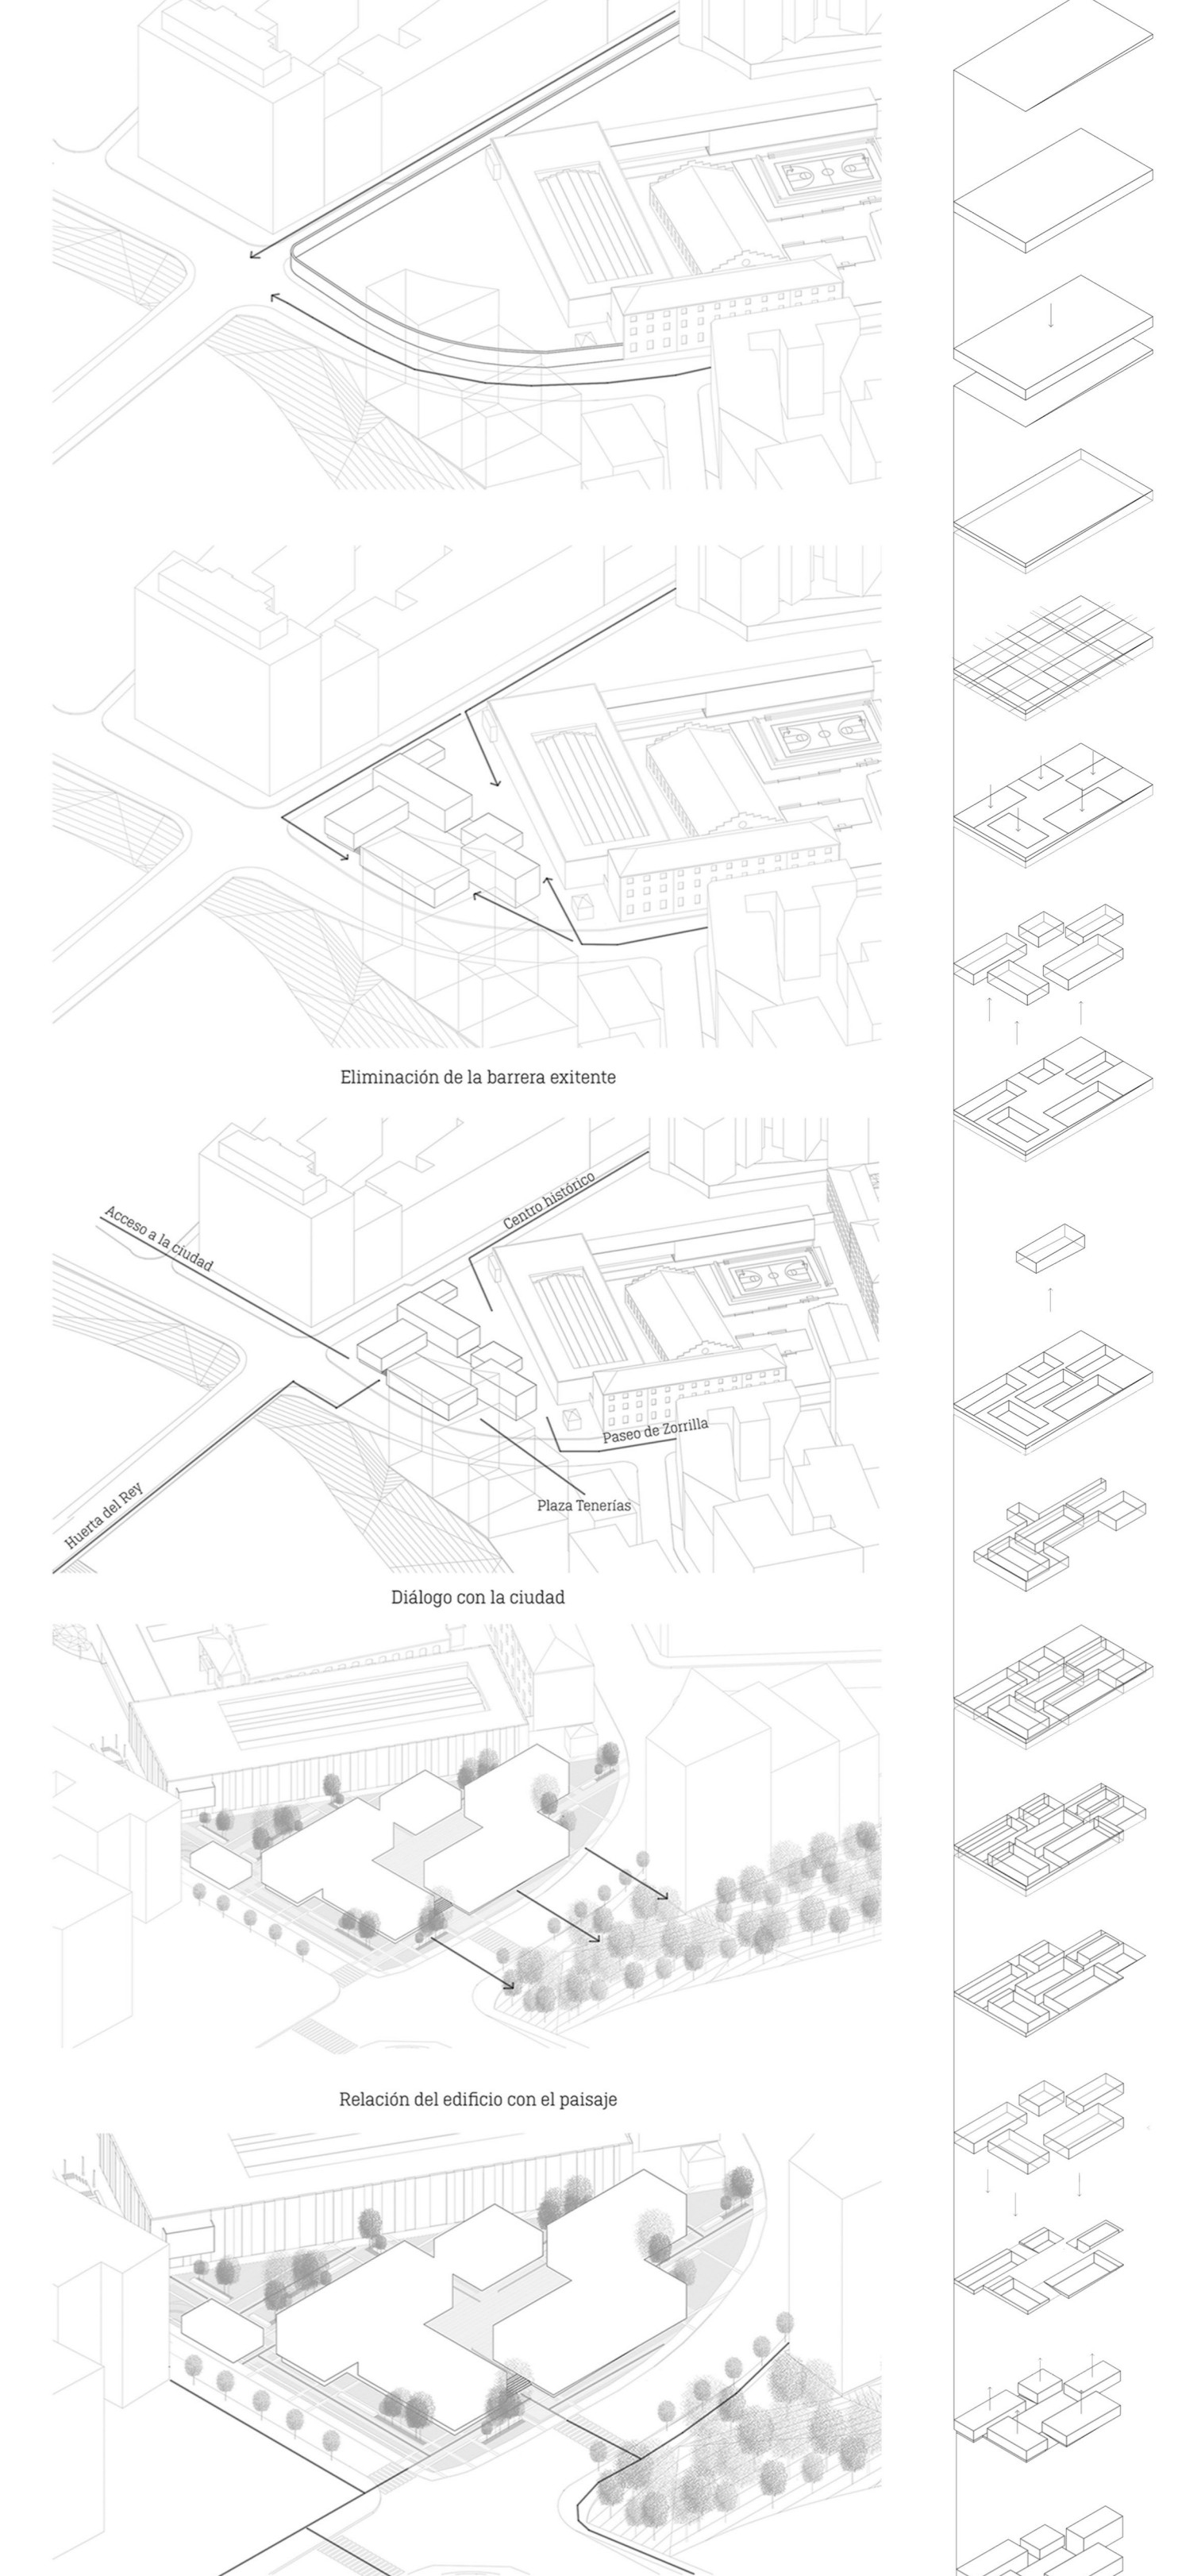 Eliminación de la barrera exitente
Centro histórico
Acceso a la ciudad
Paseo de Zorrilla
Huerta del Rey
Plaza Tenerías
Diálogo con la ciudad
Relación del edificio con el paisaje